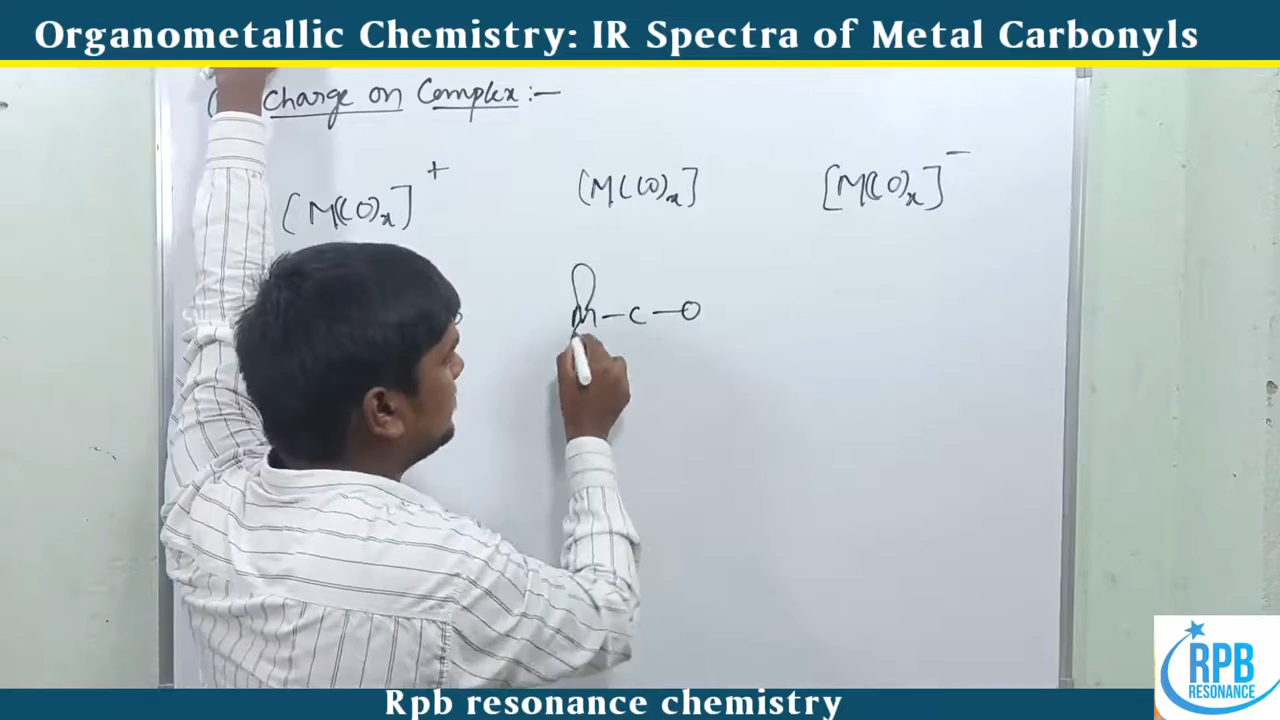 Organometallic Chemistry: IR Spectra of Metal Carbonyls
( charge on Complex :-
[M(CO)x]+ [M(CO)x] [M(CO)x]-
M-C-O
Rpb resonance chemistry
RPB
RESONANCE